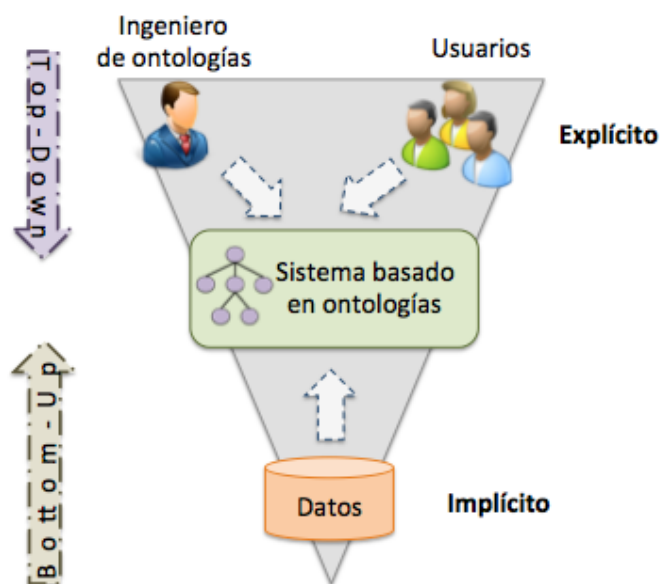 Ingeniero
de ontologías
Usuarios
Top-Down
Explícito
Sistema basado
en ontologías
Bottom-Up
Datos
Implícito